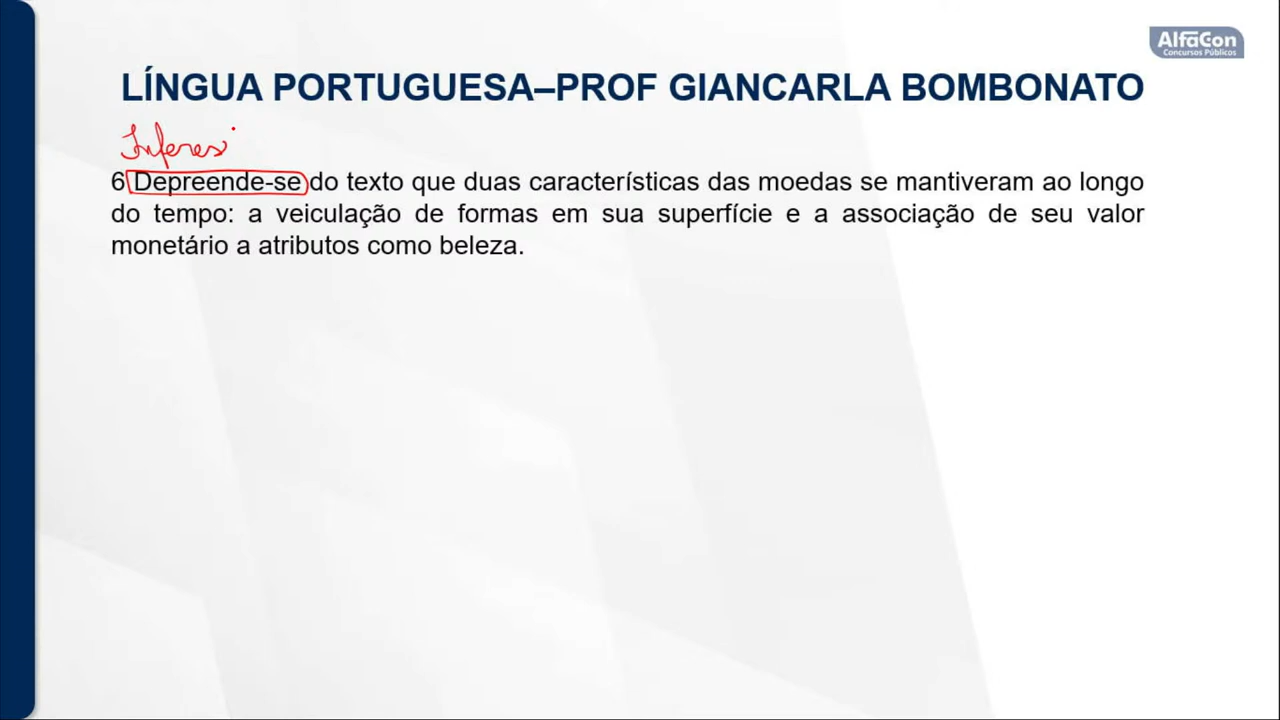 AlfaCon
Concursos Públicos
LÍNGUA PORTUGUESA–PROF GIANCARLA BOMBONATO
6 Depreende-se do texto que duas características das moedas se mantiveram ao longo
do tempo: a veiculação de formas em sua superfície e a associação de seu valor
monetário a atributos como beleza.